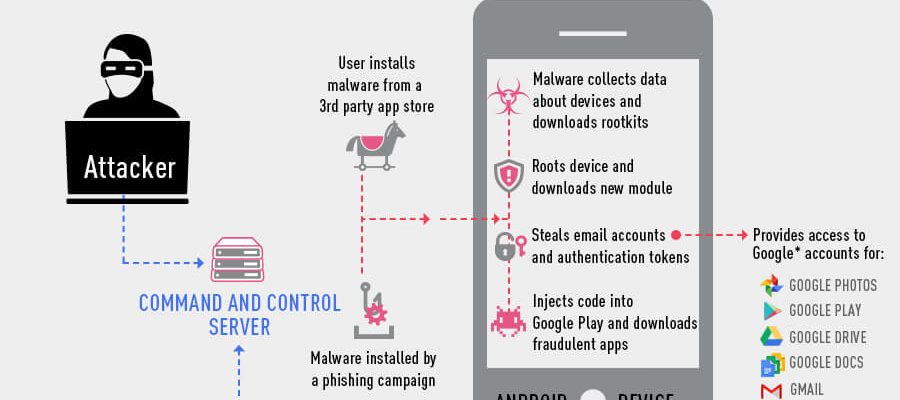 Attacker
COMMAND AND CONTROL
SERVER
User installs
malware from a
3rd party app store
Malware installed by
a phishing campaign
Malware collects data
about devices and
downloads rootkits
Roots device and
downloads new module
Steals email accounts
and authentication tokens
Injects code into
Google Play and downloads
fraudulent apps
ANDROID DEVICE
Provides access to
Google* accounts for:
GOOGLE PHOTOS
GOOGLE PLAY
GOOGLE DRIVE
GOOGLE DOCS
GMAIL